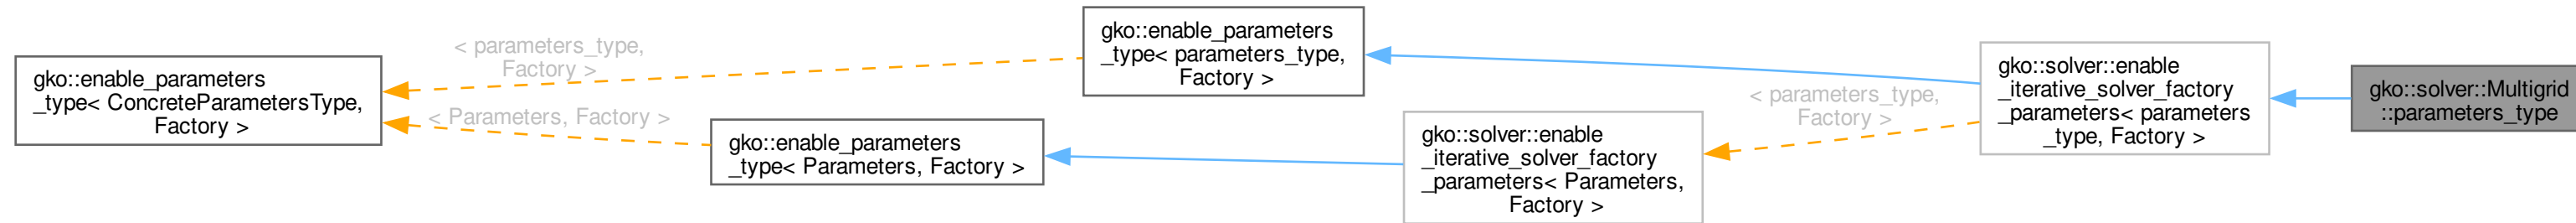 gko::enable_parameters
_type< ConcreteParametersType,
Factory >
< parameters_type,
Factory >
< Parameters, Factory >
gko::enable_parameters
_type< Parameters, Factory >
gko::enable_parameters
_type< parameters_type,
Factory >
gko::solver::enable
_iterative_solver_factory
_parameters< Parameters,
Factory >
< parameters_type,
Factory >
gko::solver::enable
_iterative_solver_factory
_parameters< parameters
_type, Factory >
gko::solver::Multigrid
::parameters_type